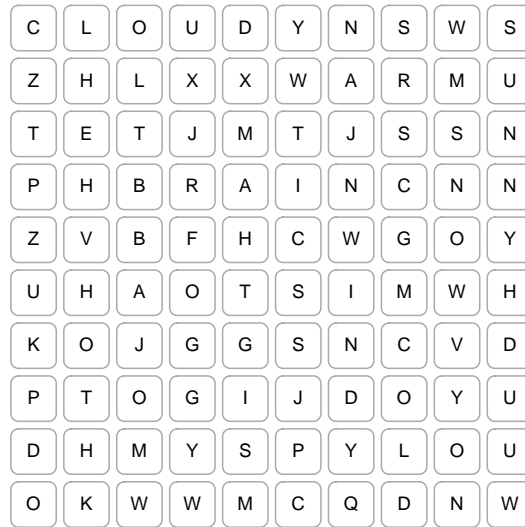 C L O U D Y N S W S
Z H L X X W A R M U
T E T J M T J S S N
P H B R A I N C N N
Z V B F H C W G O Y
U H A O T S I M W H
K O J G G S N C V D
P T O G I J D O Y U
D H M Y S P Y L O U
O K W W M C Q D N W